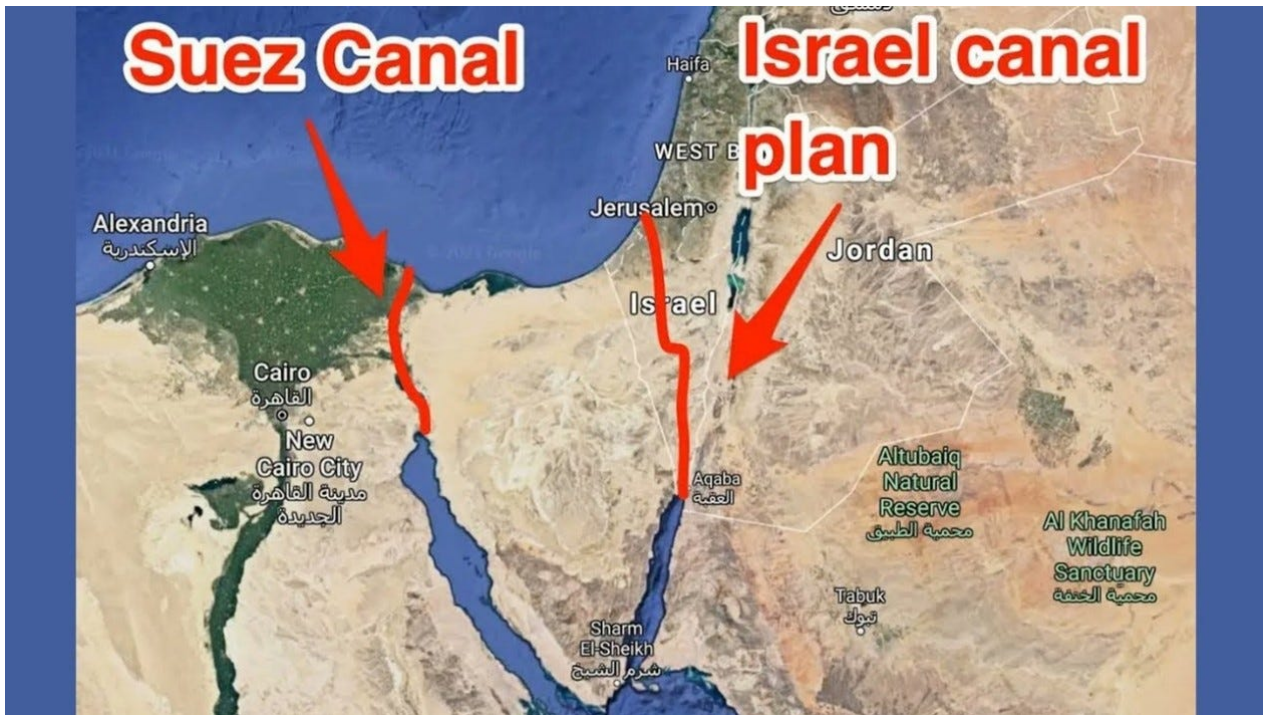 Suez Canal
Israel canal
plan
Haifa
WEST B
Jerusalem
Alexandria
الإسكندرية
Jordan
Israel
Cairo
القاهرة
New
Cairo City
مدينة القاهرة
الجديدة
Aqaba
العقبة
Altubaiq
Natural
Reserve
محمية الطبيق
Al Khanafah
Wildlife
Sanctuary
محمية الخنفة
Tabuk
تبوك
Sharm
El-Sheikh
شرم الشيخ